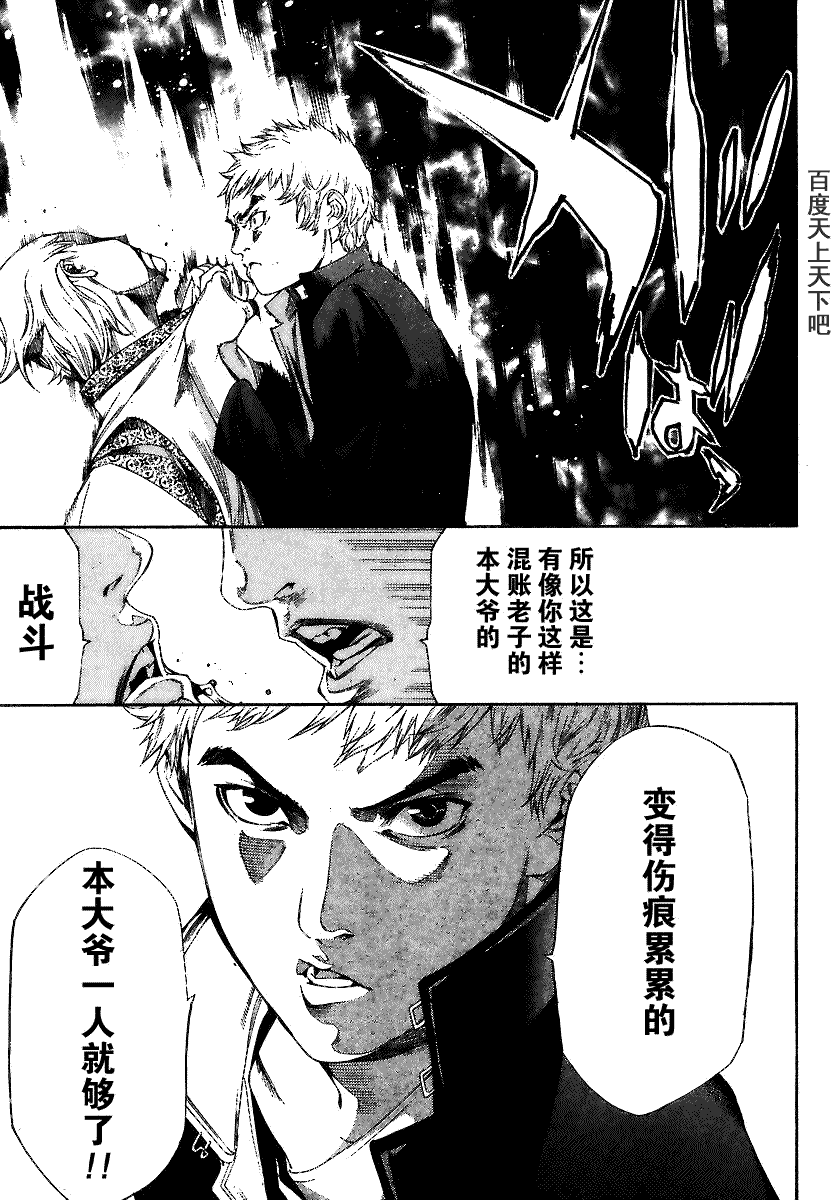 百度天上天下吧
所以这是…
有像你这样
混账老子的
本大爷的
战斗
变得伤痕累累的
本大爷一人就够了!!